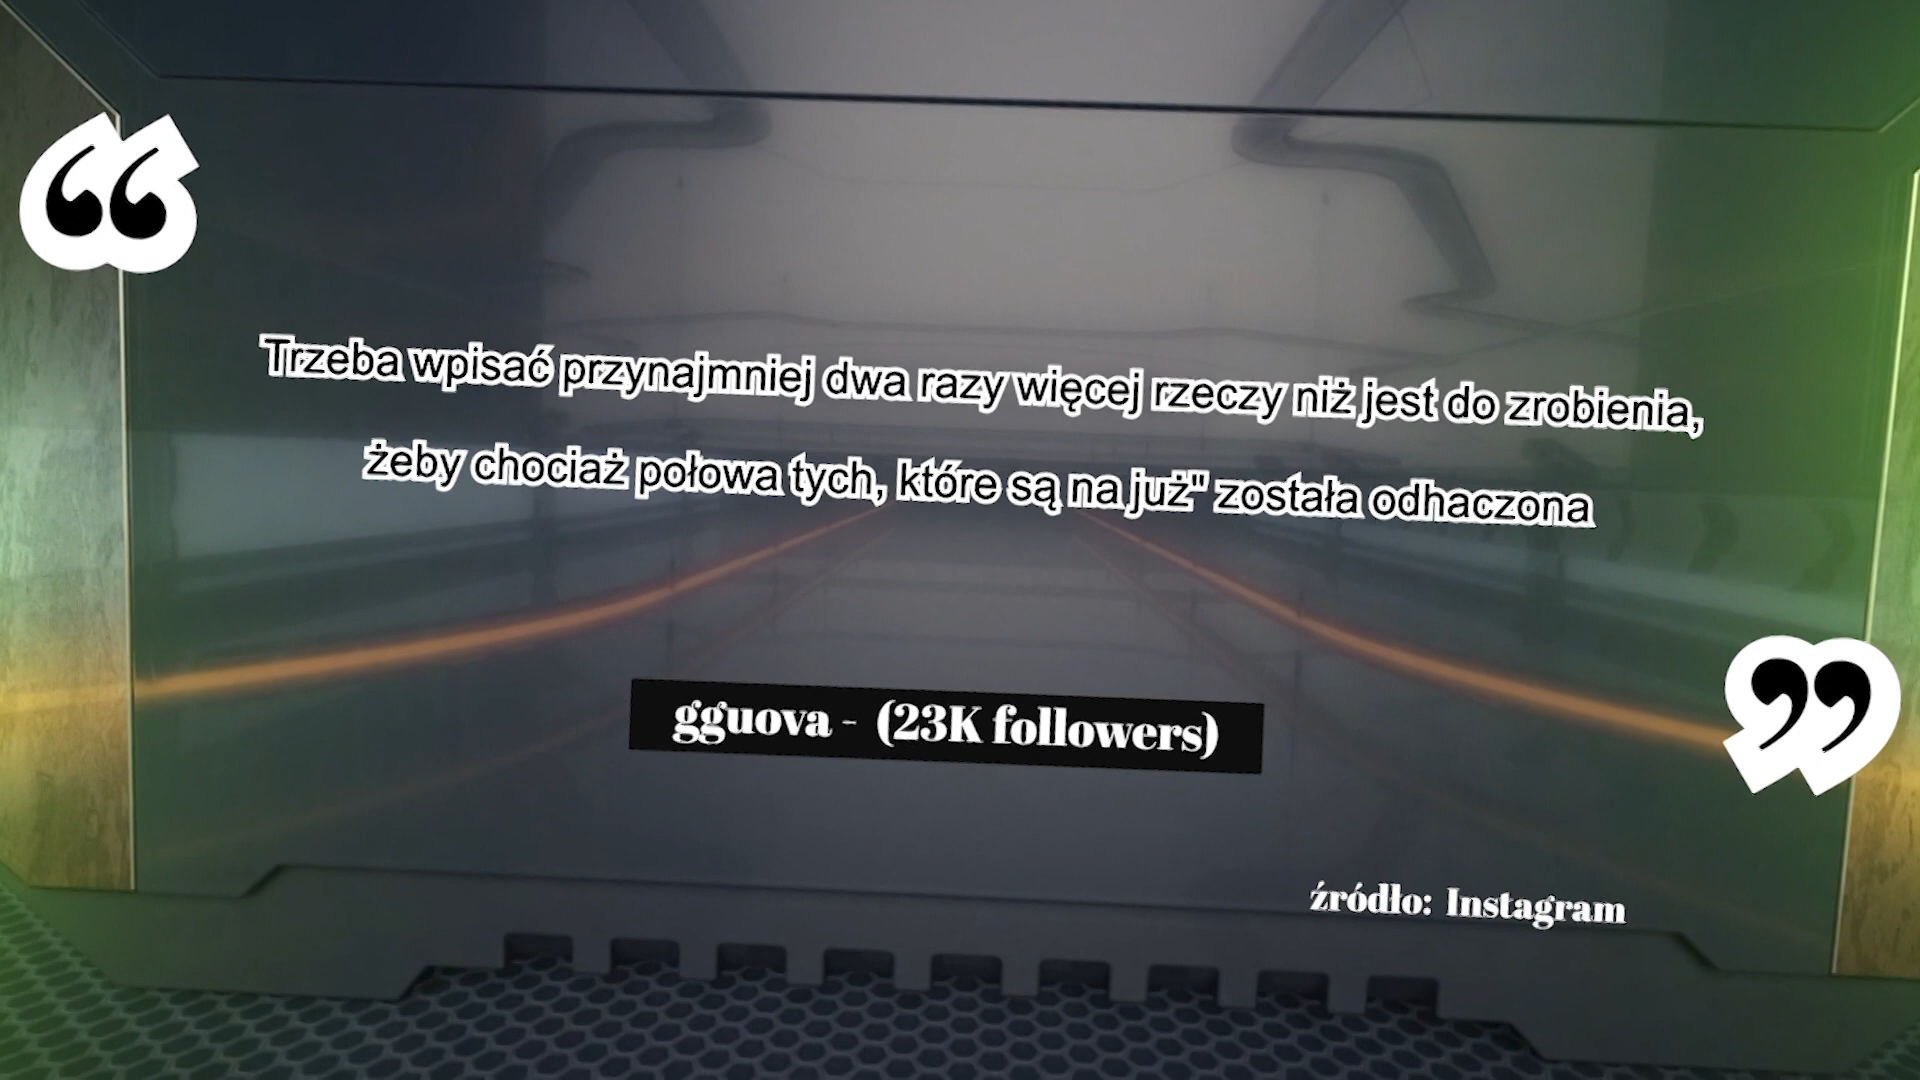 “
Trzeba wpisać przynajmniej dwa razy więcej rzeczy niż jest do zrobienia,
żeby chociaż połowa tych, które są na już" została odhaczona
”
gguova - (23K followers)
źródło: Instagram